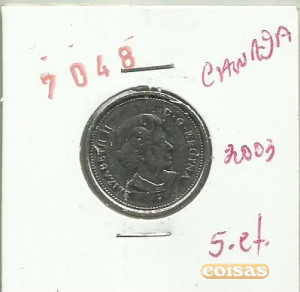 7048
CANADA
ELIZABETH II D·G·REGINA
2003
5.ct.
coisas